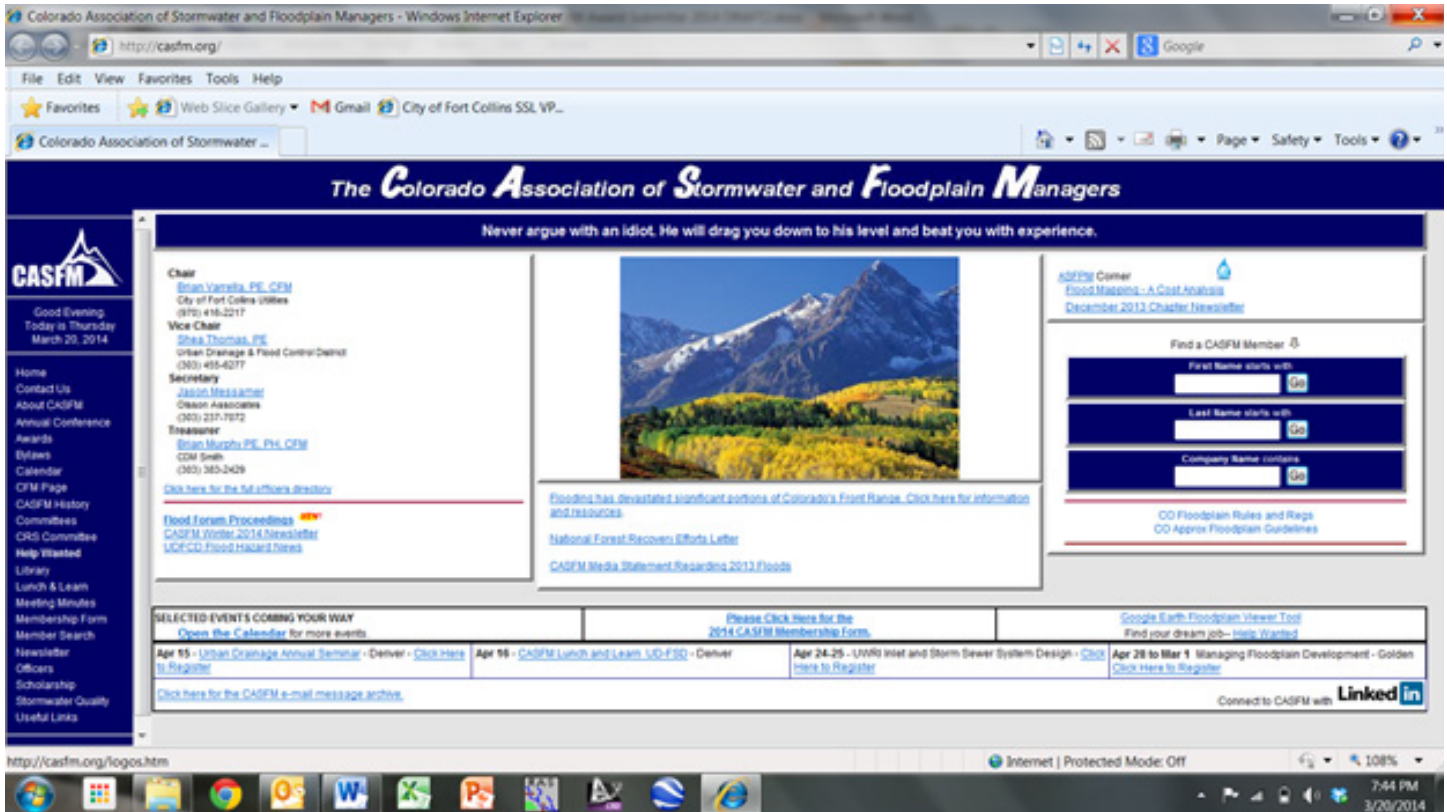 Colorado Association of Stormwater and Floodplain Managers - Windows Internet Explorer
http://casfm.org/
Google
File Edit View Favorites Tools Help
Favorites Web Slice Gallery Gmail City of Fort Collins SSL VP...
Colorado Association of Stormwater ...
Page Safety Tools
The Colorado Association of Stormwater and Floodplain Managers
Never argue with an idiot. He will drag you down to his level and beat you with experience.
CASFM
Good Evening
Today is Thursday
March 20, 2014
Home
Contact Us
About CASFM
Annual Conference
Awards
Bylaws
Calendar
CFM Page
CASFM History
Committees
CRS Committee
Help Wanted
Library
Lunch & Learn
Meeting Minutes
Membership Form
Member Search
Newsletter
Officers
Scholarship
Stormwater Quality
Useful Links
Chair
Brian Varrella, PE, CFM
City of Fort Collins Utilities
(970) 416-2217
Vice Chair
Shea Thomas, PE
Urban Drainage & Flood Control District
(303) 455-6277
Secretary
Jason Messamer
Olsson Associates
(303) 237-7072
Treasurer
Brian Murphy PE, PH, CFM
CDM Smith
(303) 383-2429
Click here for the full officers directory
Flood Forum Proceedings NEW!
CASFM Winter 2014 Newsletter
UDFCD Flood Hazard News
Flooding has devastated significant portions of Colorado's Front Range. Click here for information
and resources.
National Forest Recovery Efforts Letter
CASFM Media Statement Regarding 2013 Floods
ASFPM Corner
Flood Mapping - A Cost Analysis
December 2013 Chapter Newsletter
Find a CASFM Member
First Name starts with
Go
Last Name starts with
Go
Company Name contains
Go
CO Floodplain Rules and Regs
CO Approx Floodplain Guidelines
SELECTED EVENTS COMING YOUR WAY
Open the Calendar for more events
Please Click Here for the
2014 CASFM Membership Form.
Google Earth Floodplain Viewer Tool
Find your dream job-- Help Wanted
Apr 15 - Urban Drainage Annual Seminar - Denver - Click Here
to Register
Apr 16 - CASFM Lunch and Learn UD-FSD - Denver
Apr 24-25 - UWRI Inlet and Storm Sewer System Design - Click
Here to Register
Apr 28 to Mar 1 Managing Floodplain Development - Golden
Click Here to Register
Click here for the CASFM e-mail message archive.
Connect to CASFM with Linked in
http://casfm.org/logos.htm
Internet | Protected Mode: Off
108%
7:44 PM
3/20/2014